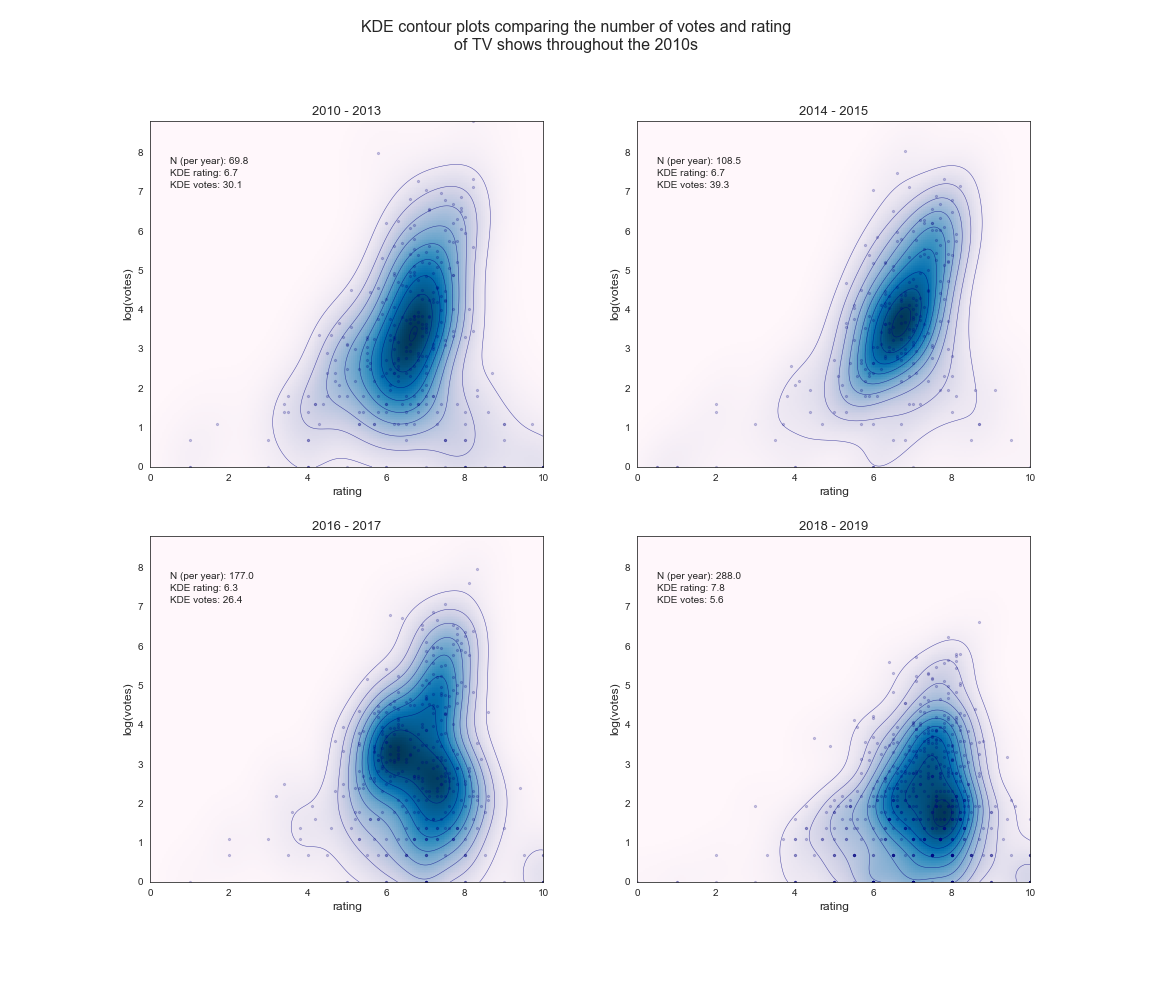 KDE contour plots comparing the number of votes and rating
of TV shows throughout the 2010s
2010 - 2013
N (per year): 69.8
KDE rating: 6.7
KDE votes: 30.1
8
7
6
5
4
3
2
1
0
log(votes)
0 2 4 6 8 10
rating
2014 - 2015
N (per year): 108.5
KDE rating: 6.7
KDE votes: 39.3
8
7
6
5
4
3
2
1
0
log(votes)
0 2 4 6 8 10
rating
2016 - 2017
N (per year): 177.0
KDE rating: 6.3
KDE votes: 26.4
8
7
6
5
4
3
2
1
0
log(votes)
0 2 4 6 8 10
rating
2018 - 2019
N (per year): 288.0
KDE rating: 7.8
KDE votes: 5.6
8
7
6
5
4
3
2
1
0
log(votes)
0 2 4 6 8 10
rating